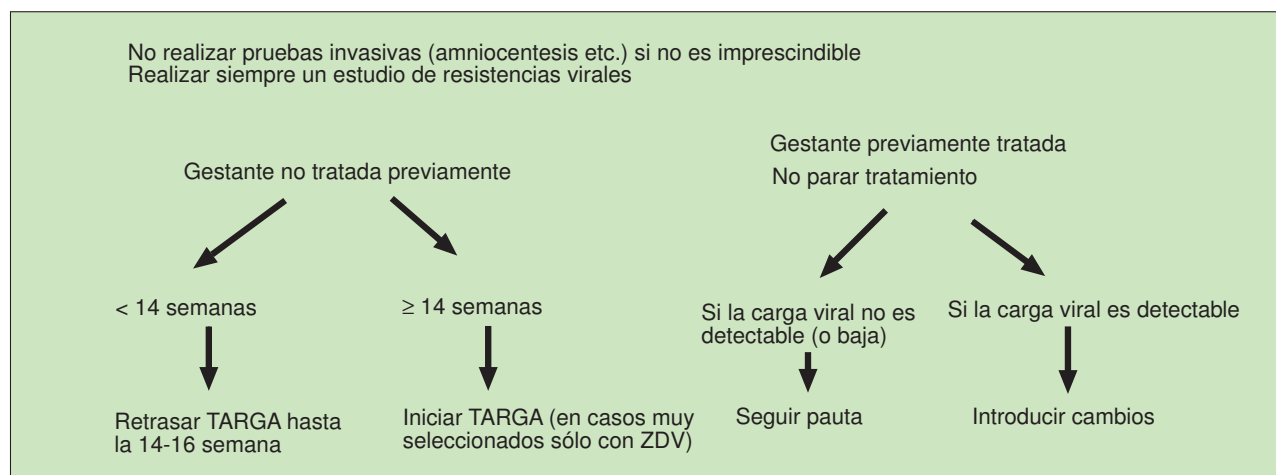 No realizar pruebas invasivas (amniocentesis etc.) si no es imprescindible
Realizar siempre un estudio de resistencias virales
Gestante no tratada previamente
Gestante previamente tratada
No parar tratamiento
< 14 semanas
≥ 14 semanas
Si la carga viral no es
detectable (o baja)
Si la carga viral es detectable
Retrasar TARGA hasta
la 14-16 semana
Iniciar TARGA (en casos muy
seleccionados sólo con ZDV)
Seguir pauta
Introducir cambios